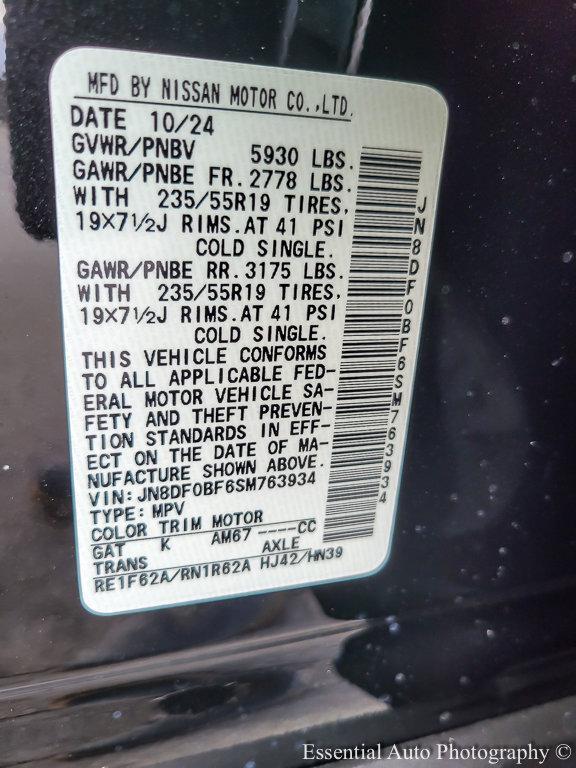 MFD BY NISSAN MOTOR CO.,LTD.
DATE 10/24
GVWR/PNBV 5930 LBS.
GAWR/PNBE FR. 2778 LBS.
WITH 235/55R19 TIRES,
19X7½J RIMS.AT 41 PSI
COLD SINGLE.
GAWR/PNBE RR. 3175 LBS.
WITH 235/55R19 TIRES,
19X7½J RIMS.AT 41 PSI
COLD SINGLE.
THIS VEHICLE CONFORMS
TO ALL APPLICABLE FED-
ERAL MOTOR VEHICLE SA-
FETY AND THEFT PREVEN-
TION STANDARDS IN EFF-
ECT ON THE DATE OF MA-
NUFACTURE SHOWN ABOVE.
VIN: JN8DF0BF6SM763934
TYPE: MPV
COLOR TRIM MOTOR
GAT K AM67 ----CC
TRANS AXLE
RE1F62A/RN1R62A HJ42/HN39
JN8DF0BF6SM763934
Essential Auto Photography ©